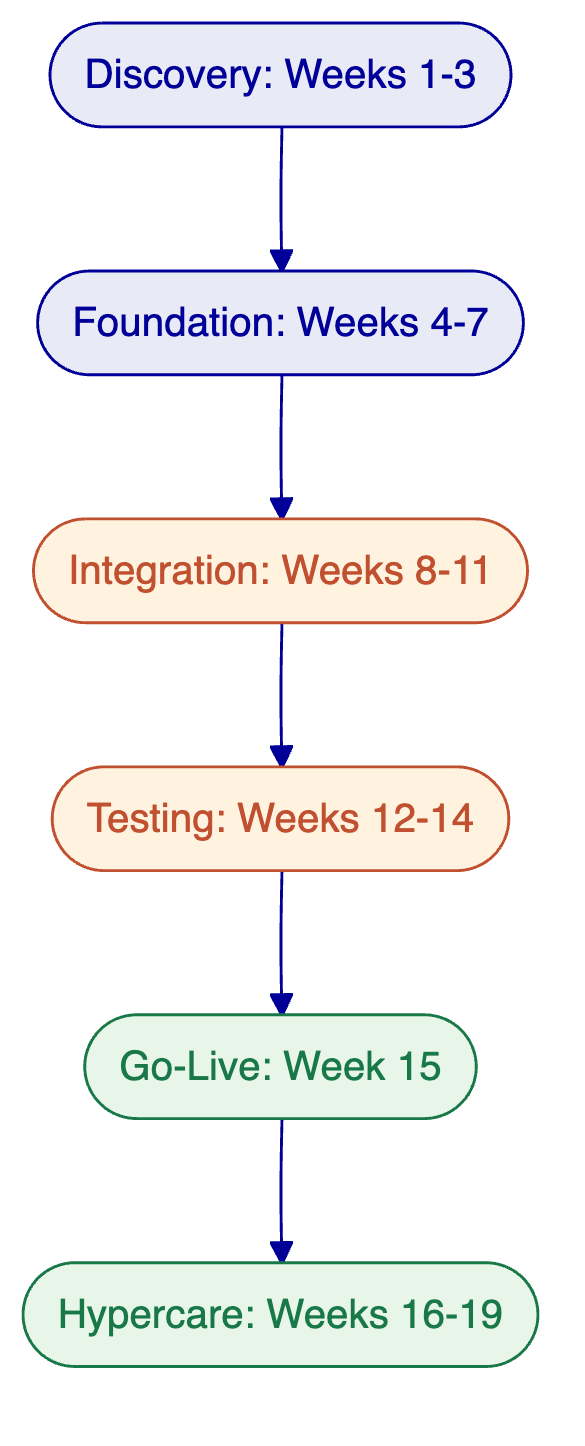 Discovery: Weeks 1-3
Foundation: Weeks 4-7
Integration: Weeks 8-11
Testing: Weeks 12-14
Go-Live: Week 15
Hypercare: Weeks 16-19